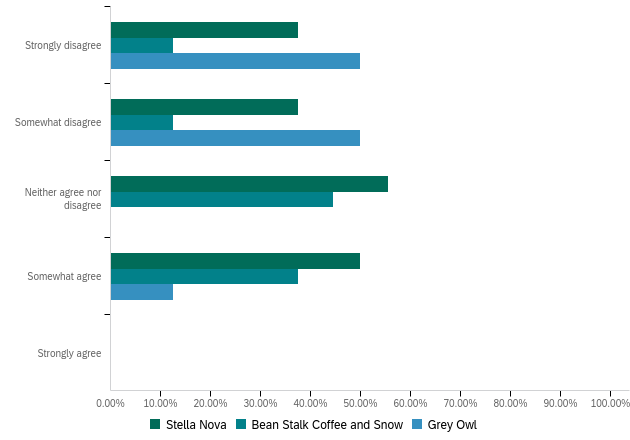 Strongly disagree
Somewhat disagree
Neither agree nor
disagree
Somewhat agree
Strongly agree
0.00% 10.00% 20.00% 30.00% 40.00% 50.00% 60.00% 70.00% 80.00% 90.00% 100.00%
Stella Nova Bean Stalk Coffee and Snow Grey Owl